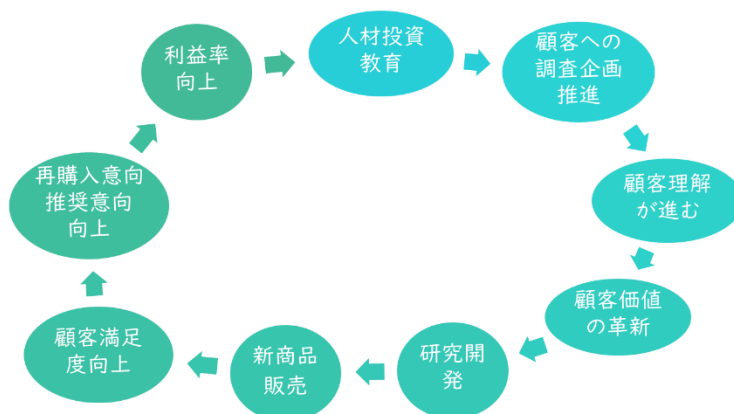 人材投資
教育
顧客への
調査企画
推進
顧客理解
が進む
顧客価値
の革新
研究開
発
新商品
販売
顧客満足
度向上
再購入意向
推奨意向
向上
利益率
向上